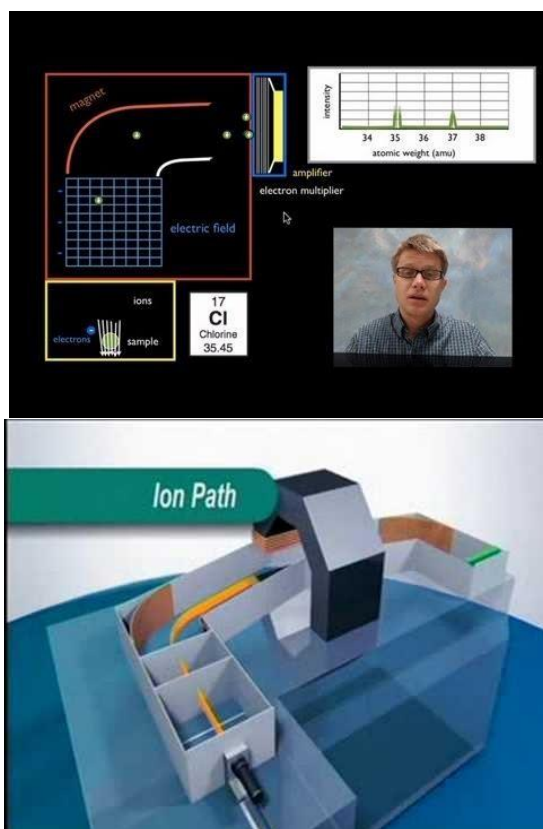 magnet
electric field
amplifier
electron multiplier
intensity
34 35 36 37 38
atomic weight (amu)
ions
electrons
sample
17
Cl
Chlorine
35.45
Ion Path